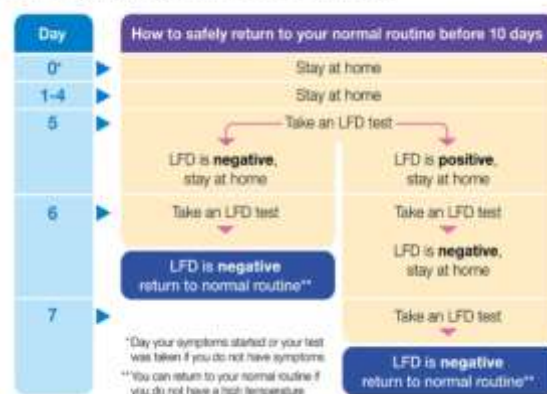 Day How to safely return to your normal routine before 10 days
0* Stay at home
1-4 Stay at home
5 Take an LFD test
LFD is negative, LFD is positive,
stay at home stay at home
6 Take an LFD test Take an LFD test
LFD is negative LFD is negative,
return to normal routine** stay at home
7 Take an LFD test
*Day your symptoms started or your test
was taken if you do not have symptoms
LFD is negative
return to normal routine**
**You can return to your normal routine if
you do not have a high temperature